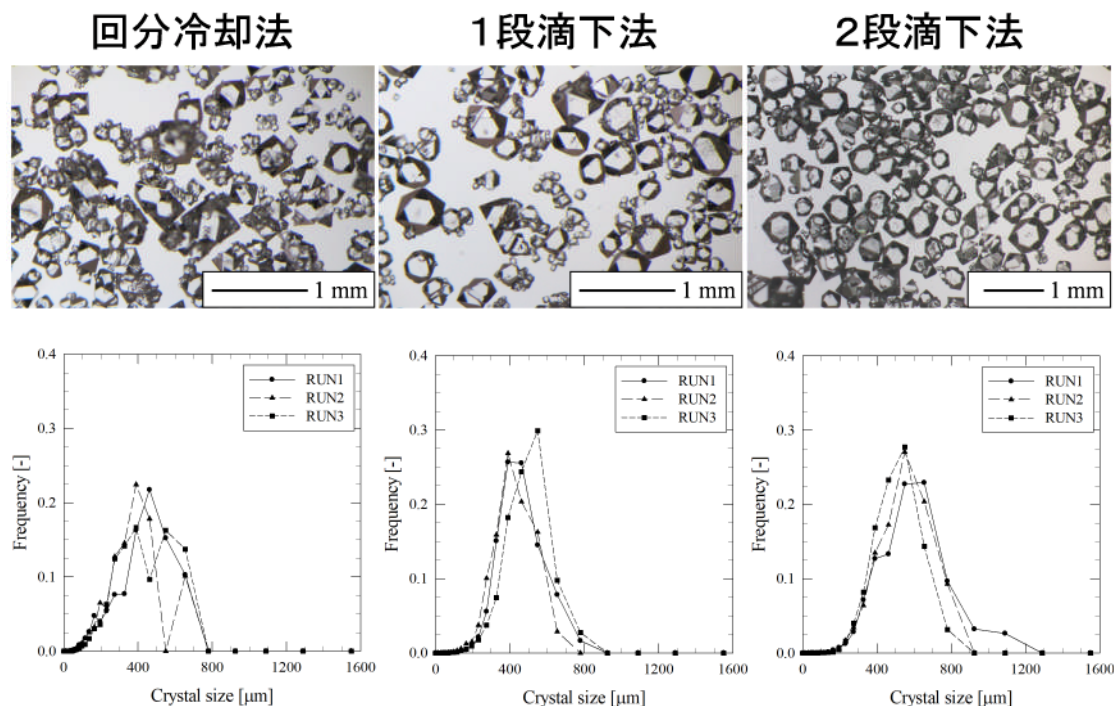 回分冷却法
1段滴下法
2段滴下法
1 mm
1 mm
1 mm
0.4
0.3
0.2
0.1
0.0
Frequency [-]
RUN1
RUN2
RUN3
0
400
800
1200
1600
Crystal size [μm]
0.4
0.3
0.2
0.1
0.0
Frequency [-]
RUN1
RUN2
RUN3
0
400
800
1200
1600
Crystal size [μm]
0.4
0.3
0.2
0.1
0.0
Frequency [-]
RUN1
RUN2
RUN3
0
400
800
1200
1600
Crystal size [μm]